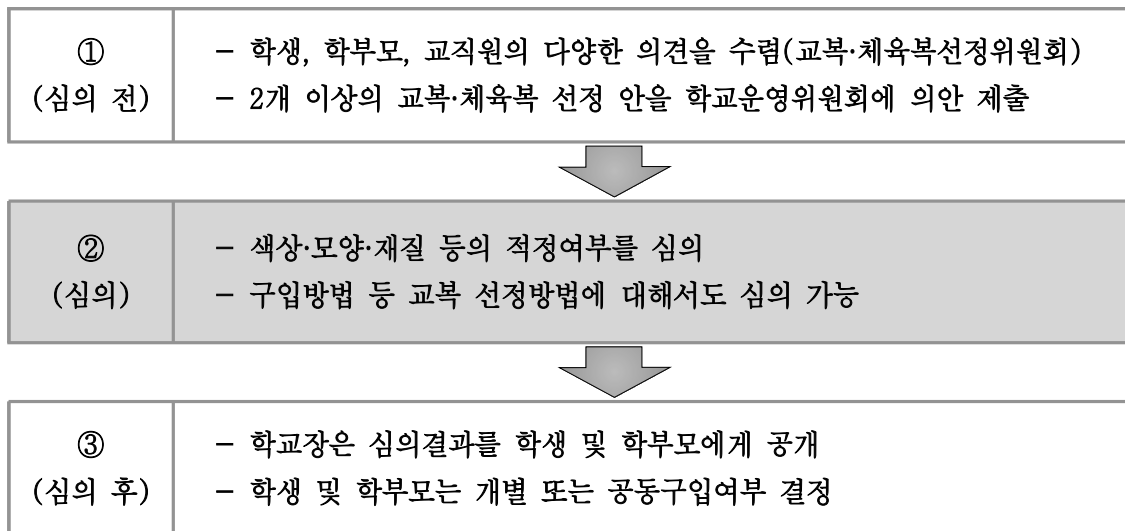 ①
(심의 전)
– 학생, 학부모, 교직원의 다양한 의견을 수렴(교복·체육복선정위원회)
– 2개 이상의 교복·체육복 선정 안을 학교운영위원회에 의안 제출
②
(심의)
– 색상·모양·재질 등의 적정여부를 심의
– 구입방법 등 교복 선정방법에 대해서도 심의 가능
③
(심의 후)
– 학교장은 심의결과를 학생 및 학부모에게 공개
– 학생 및 학부모는 개별 또는 공동구입여부 결정